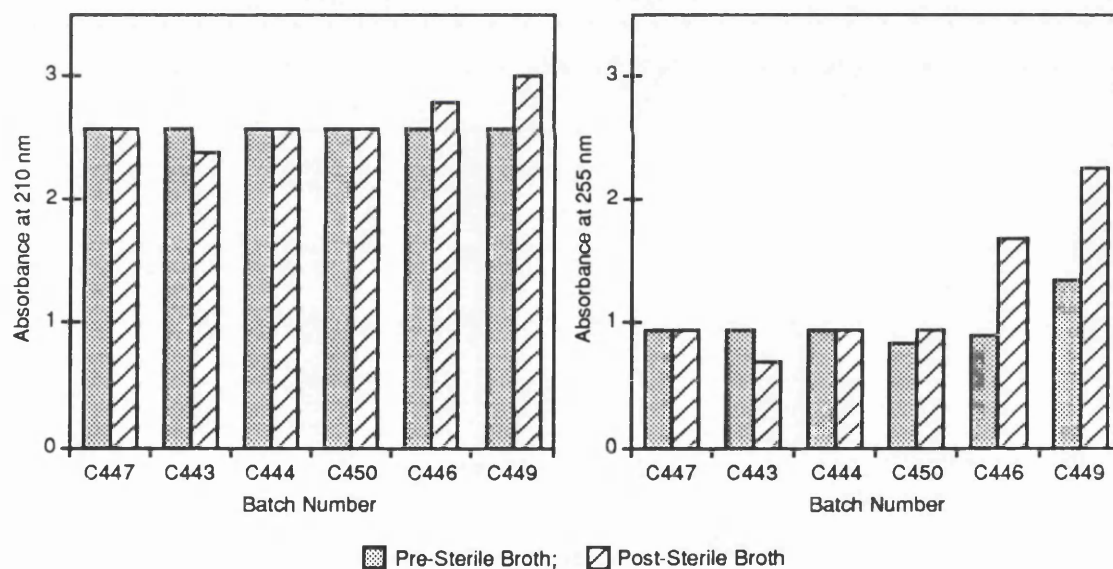 Absorbance at 210 nm
3
2
1
0
C447 C443 C444 C450 C446 C449
Batch Number
Absorbance at 255 nm
3
2
1
0
C447 C443 C444 C450 C446 C449
Batch Number
Pre-Sterile Broth; Post-Sterile Broth